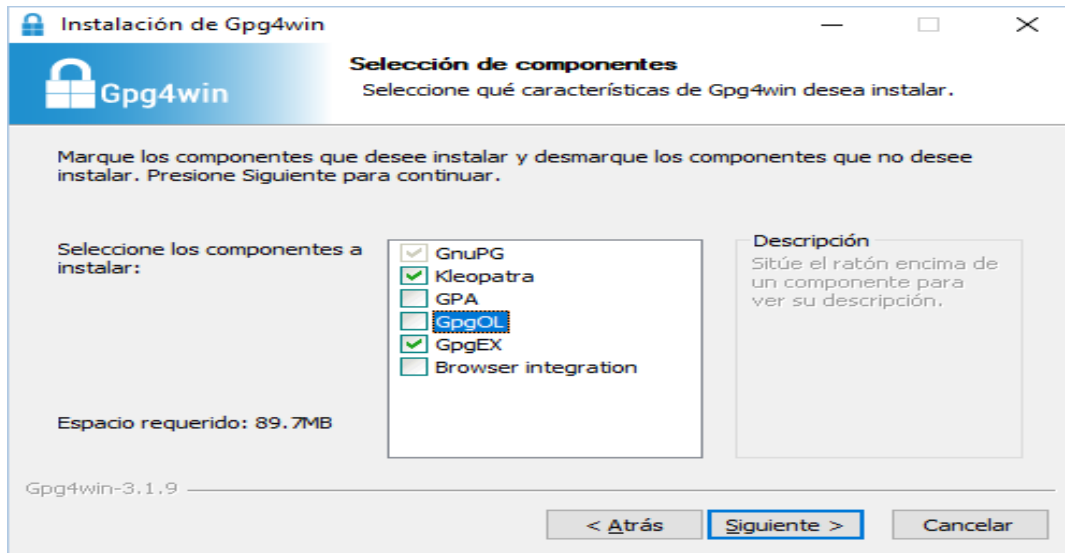 Instalación de Gpg4win
Gpg4win
Selección de componentes
Seleccione qué características de Gpg4win desea instalar.
Marque los componentes que desee instalar y desmarque los componentes que no desee
instalar. Presione Siguiente para continuar.
Seleccione los componentes a
instalar:
GnuPG
Kleopatra
GPA
GpgOL
GpgEX
Browser integration
Descripción
Sitúe el ratón encima de
un componente para
ver su descripción.
Espacio requerido: 89.7MB
Gpg4win-3.1.9
< Atrás
Siguiente >
Cancelar